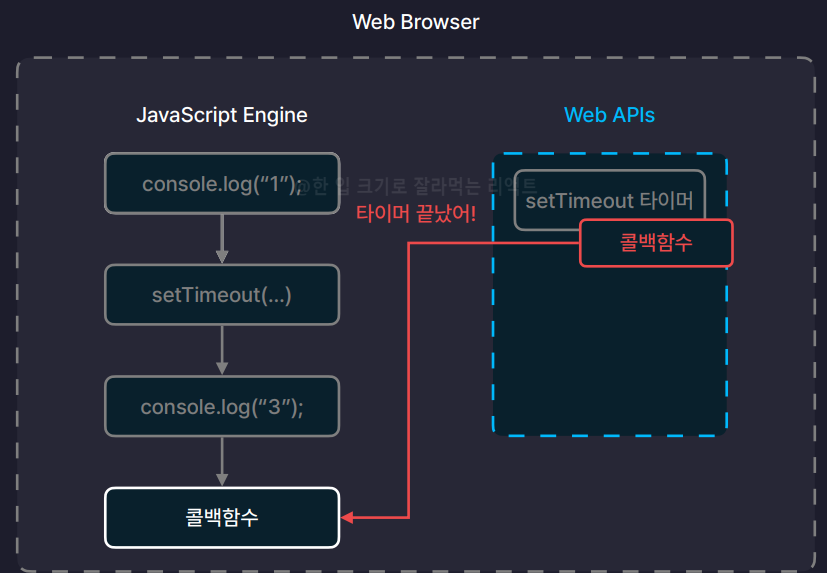 Web Browser
JavaScript Engine
Web APIs
console.log(“1”);
@한 입 크기로 잘라먹는 리액트
setTimeout 타이머
타이머 끝났어!
콜백함수
setTimeout(...)
console.log(“3”);
콜백함수